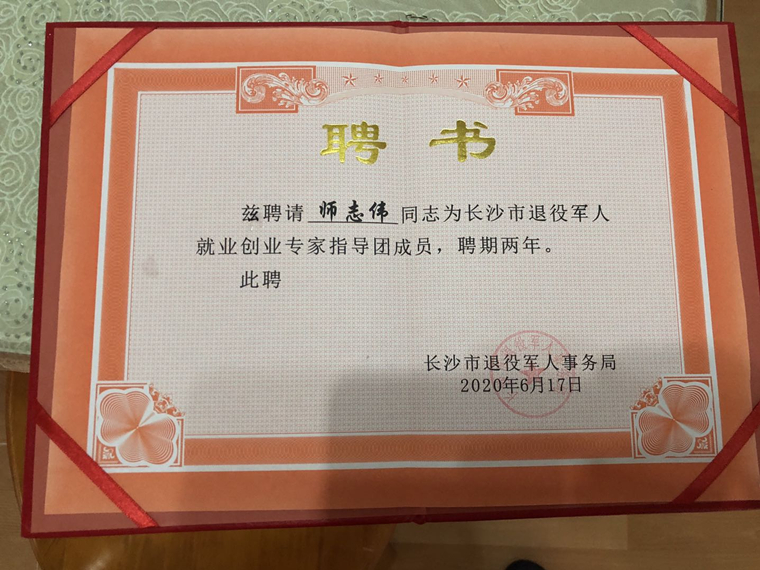 聘书
兹聘请 师志伟 同志为长沙市退役军人
就业创业专家指导团成员，聘期两年。
此聘
长沙市退役军人事务局
2020年6月17日